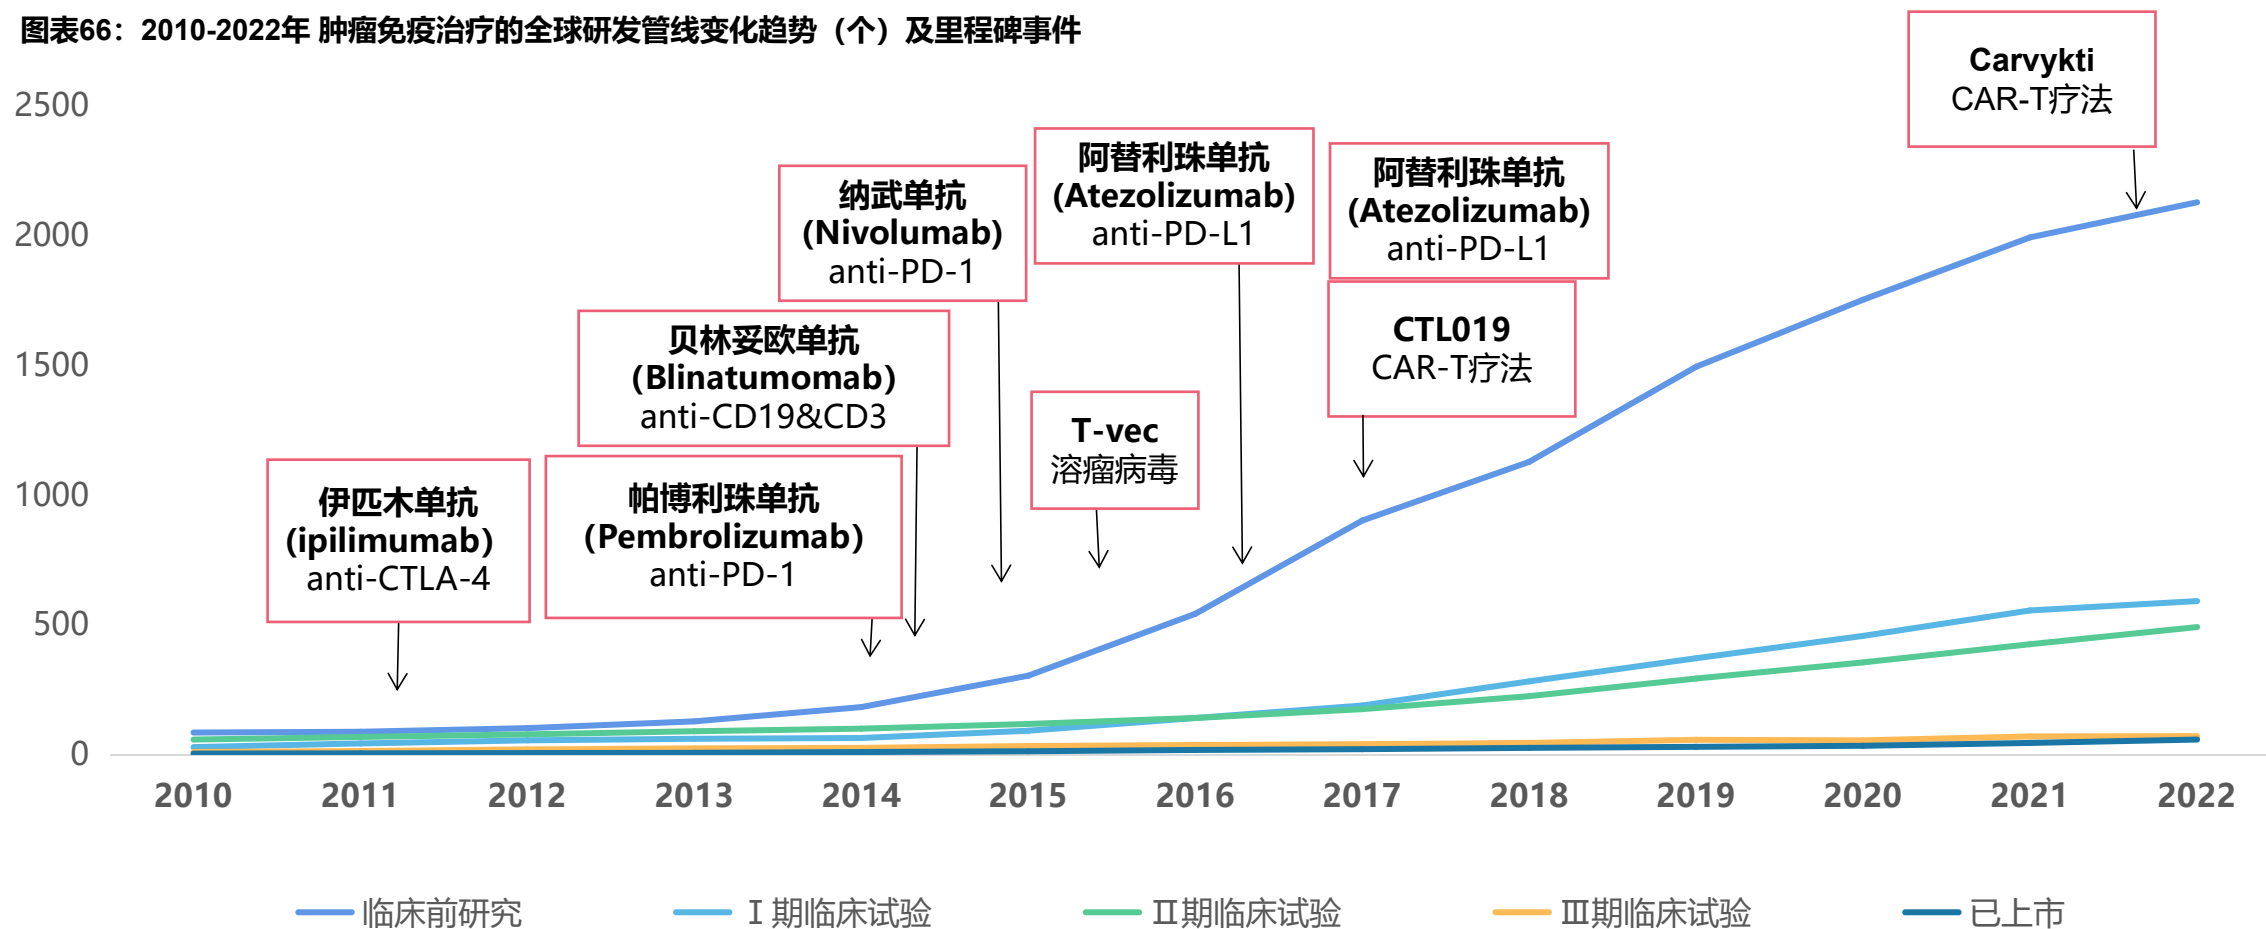 图表66：2010-2022年 肿瘤免疫治疗的全球研发管线变化趋势（个）及里程碑事件
2500
2000
1500
1000
500
0
伊匹木单抗
(ipilimumab)
anti-CTLA-4
贝林妥欧单抗
(Blinatumomab)
anti-CD19&CD3
帕博利珠单抗
(Pembrolizumab)
anti-PD-1
纳武单抗
(Nivolumab)
anti-PD-1
T-vec
溶瘤病毒
阿替利珠单抗
(Atezolizumab)
anti-PD-L1
阿替利珠单抗
(Atezolizumab)
anti-PD-L1
CTL019
CAR-T疗法
Carvykti
CAR-T疗法
2010 2011 2012 2013 2014 2015 2016 2017 2018 2019 2020 2021 2022
临床前研究 Ⅰ期临床试验 Ⅱ期临床试验 Ⅲ期临床试验 已上市